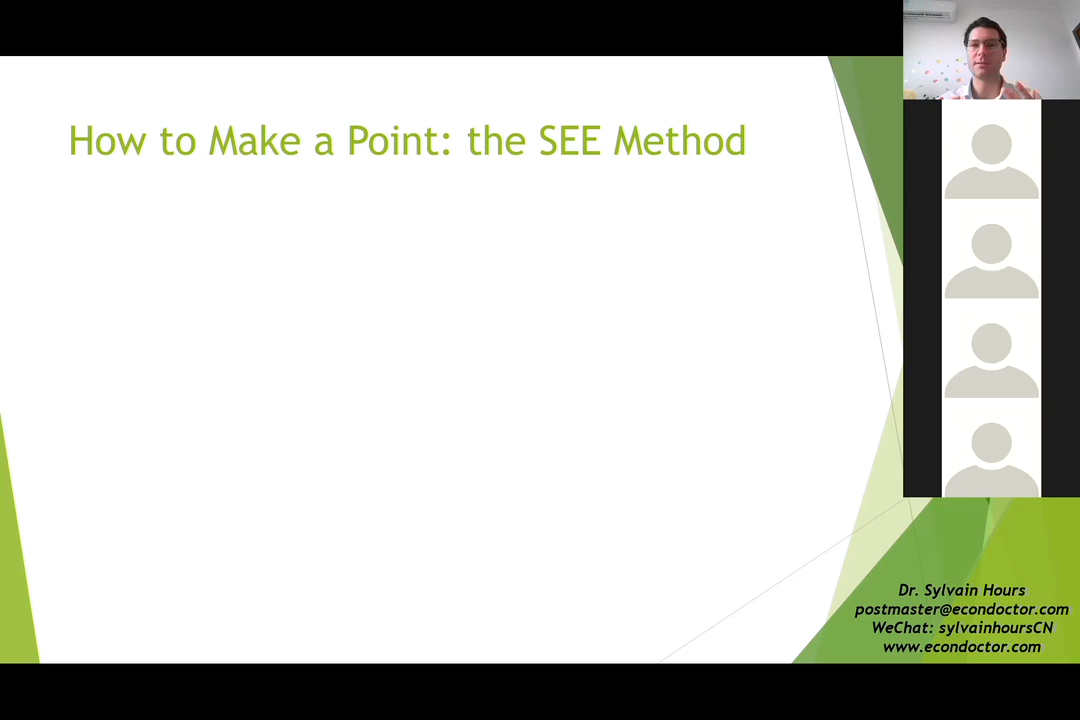 How to Make a Point: the SEE Method
Dr. Sylvain Hours
postmaster@econdoctor.com
WeChat: sylvainhoursCN
www.econdoctor.com